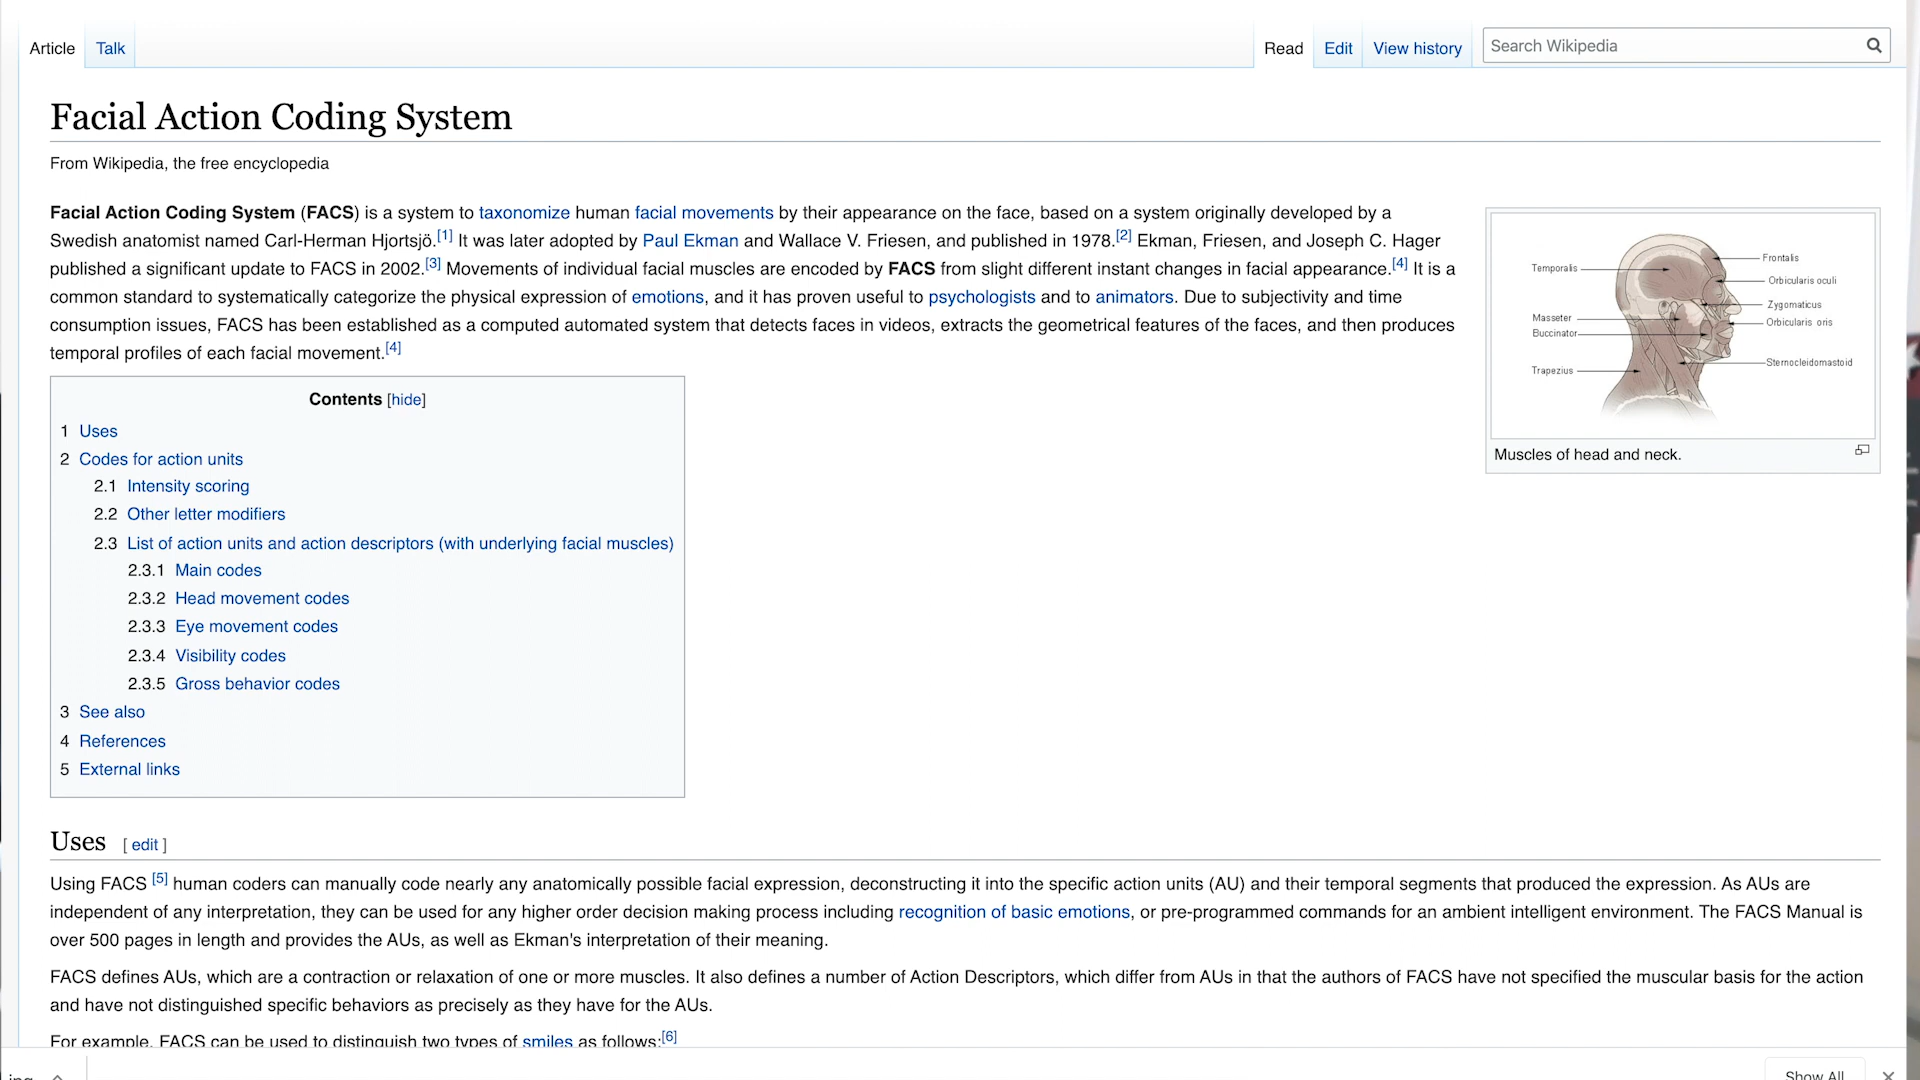 Article Talk Read Edit View history Search Wikipedia
Facial Action Coding System
From Wikipedia, the free encyclopedia
Facial Action Coding System (FACS) is a system to taxonomize human facial movements by their appearance on the face, based on a system originally developed by a
Swedish anatomist named Carl-Herman Hjortsjö.[1] It was later adopted by Paul Ekman and Wallace V. Friesen, and published in 1978.[2] Ekman, Friesen, and Joseph C. Hager
published a significant update to FACS in 2002.[3] Movements of individual facial muscles are encoded by FACS from slight different instant changes in facial appearance.[4] It is a
common standard to systematically categorize the physical expression of emotions, and it has proven useful to psychologists and to animators. Due to subjectivity and time
consumption issues, FACS has been established as a computed automated system that detects faces in videos, extracts the geometrical features of the faces, and then produces
temporal profiles of each facial movement.[4]
Temporalis
Masseter
Buccinator
Trapezius
Frontalis
Orbicularis oculi
Zygomaticus
Orbicularis oris
Sternocleidomastoid
Muscles of head and neck.
Contents [hide]
1 Uses
2 Codes for action units
2.1 Intensity scoring
2.2 Other letter modifiers
2.3 List of action units and action descriptors (with underlying facial muscles)
2.3.1 Main codes
2.3.2 Head movement codes
2.3.3 Eye movement codes
2.3.4 Visibility codes
2.3.5 Gross behavior codes
3 See also
4 References
5 External links
Uses [ edit ]
Using FACS [5] human coders can manually code nearly any anatomically possible facial expression, deconstructing it into the specific action units (AU) and their temporal segments that produced the expression. As AUs are
independent of any interpretation, they can be used for any higher order decision making process including recognition of basic emotions, or pre-programmed commands for an ambient intelligent environment. The FACS Manual is
over 500 pages in length and provides the AUs, as well as Ekman's interpretation of their meaning.
FACS defines AUs, which are a contraction or relaxation of one or more muscles. It also defines a number of Action Descriptors, which differ from AUs in that the authors of FACS have not specified the muscular basis for the action
and have not distinguished specific behaviors as precisely as they have for the AUs.
For example, FACS can be used to distinguish two types of smiles as follows:[6]
Show All